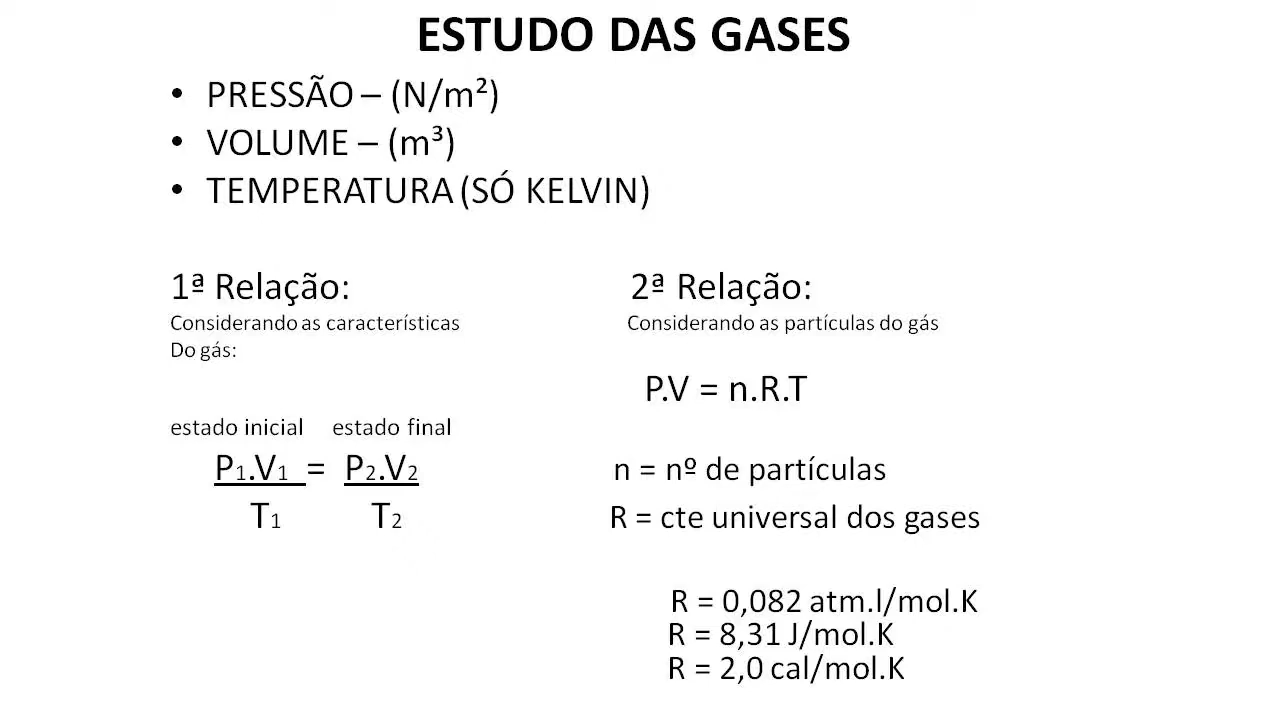 ESTUDO DAS GASES
• PRESSÃO – (N/m²)
• VOLUME – (m³)
• TEMPERATURA (SÓ KELVIN)
1ª Relação:
Considerando as características
Do gás:
estado inicial estado final
P1.V1 = P2.V2
T1 T2
2ª Relação:
Considerando as partículas do gás
P.V = n.R.T
n = nº de partículas
R = cte universal dos gases
R = 0,082 atm.l/mol.K
R = 8,31 J/mol.K
R = 2,0 cal/mol.K